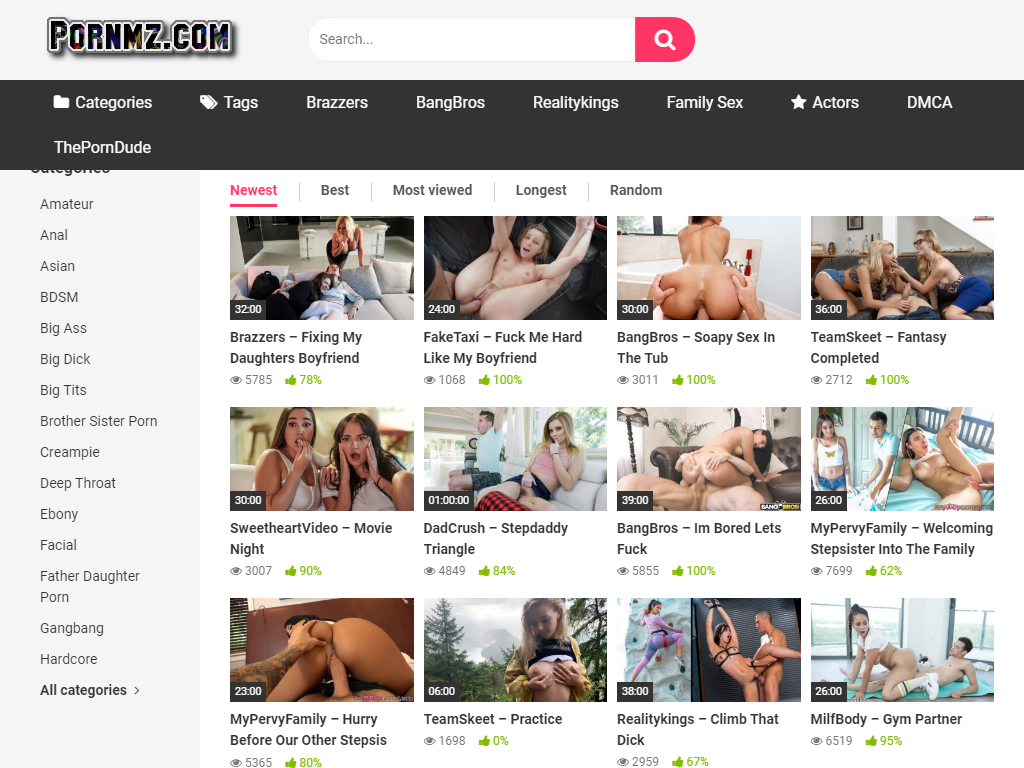 PORNMZ.COM
Search...
Categories
Tags
Brazzers
BangBros
Realitykings
Family Sex
Actors
DMCA
ThePornDude
Categories
Amateur
Anal
Asian
BDSM
Big Ass
Big Dick
Big Tits
Brother Sister Porn
Creampie
Deep Throat
Ebony
Facial
Father Daughter
Porn
Gangbang
Hardcore
All categories
Newest
Best
Most viewed
Longest
Random
32:00
Brazzers – Fixing My
Daughters Boyfriend
5785 78%
24:00
FakeTaxi – Fuck Me Hard
Like My Boyfriend
1068 100%
30:00
BangBros – Soapy Sex In
The Tub
3011 100%
36:00
TeamSkeet – Fantasy
Completed
2712 100%
30:00
SweetheartVideo – Movie
Night
3007 90%
01:00:00
DadCrush – Stepdaddy
Triangle
4849 84%
39:00
BANGBROS
BangBros – Im Bored Lets
Fuck
5855 100%
26:00
MyPervyFamily – Welcoming
Stepsister Into The Family
7699 62%
23:00
MyPervyFamily – Hurry
Before Our Other Stepsis
5365 80%
06:00
TeamSkeet – Practice
1698 0%
38:00
Realitykings – Climb That
Dick
2959 67%
26:00
MilfBody – Gym Partner
6519 95%